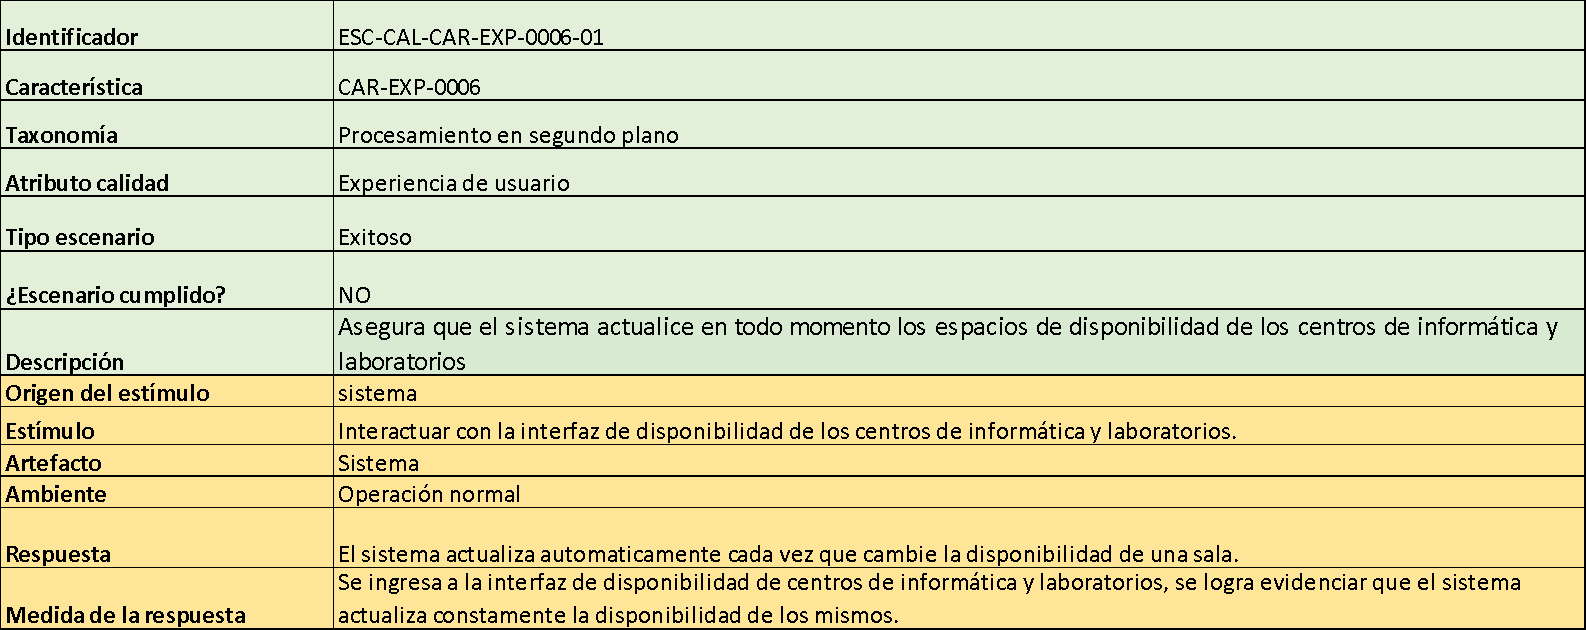 Identificador ESC-CAL-CAR-EXP-0006-01
Característica CAR-EXP-0006
Taxonomía Procesamiento en segundo plano
Atributo calidad Experiencia de usuario
Tipo escenario Exitoso
¿Escenario cumplido? NO
Asegura que el sistema actualice en todo momento los espacios de disponibilidad de los centros de informática y
Descripción laboratorios
Origen del estímulo sistema
Estímulo Interactuar con la interfaz de disponibilidad de los centros de informática y laboratorios.
Artefacto Sistema
Ambiente Operación normal
Respuesta El sistema actualiza automaticamente cada vez que cambie la disponibilidad de una sala.
Se ingresa a la interfaz de disponibilidad de centros de informática y laboratorios, se logra evidenciar que el sistema
Medida de la respuesta actualiza constamente la disponibilidad de los mismos.